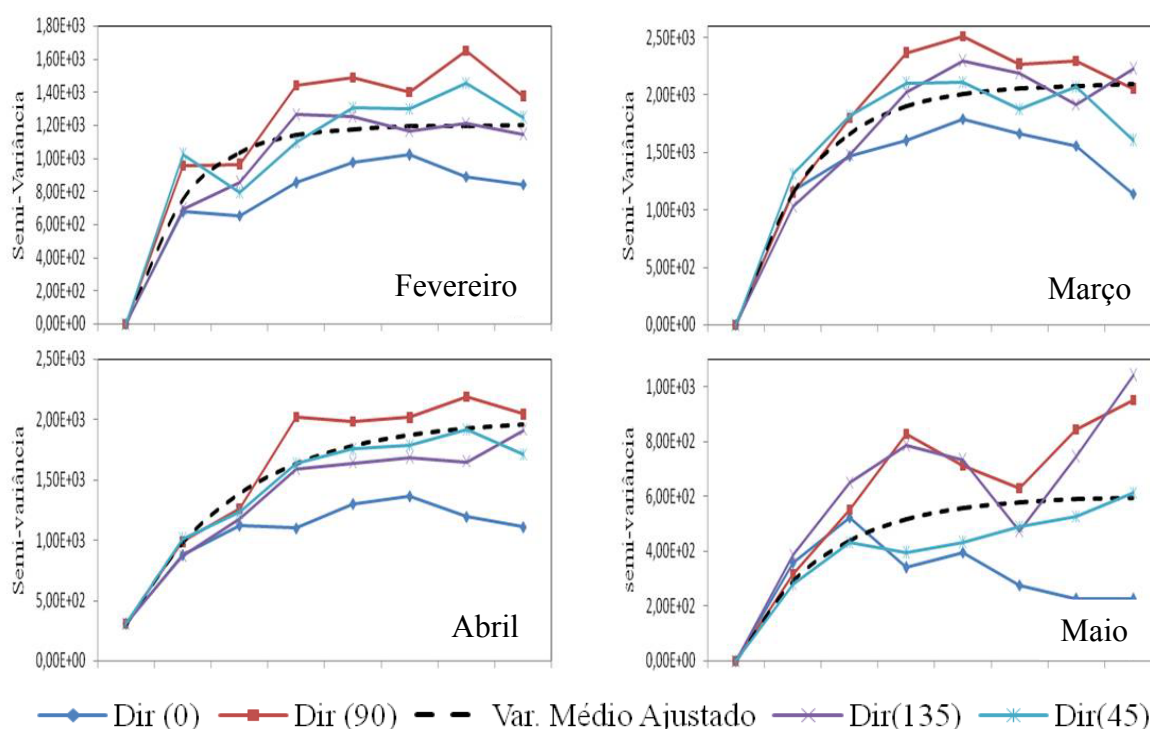 1,80E+03
1,60E+03
1,40E+03
1,20E+03
1,00E+03
8,00E+02
6,00E+02
4,00E+02
2,00E+02
0,00E+00
Semi-Variância
Fevereiro
2,50E+03
2,00E+03
1,50E+03
1,00E+03
5,00E+02
0,00E+00
Semi-Variância
Março
2,50E+03
2,00E+03
1,50E+03
1,00E+03
5,00E+02
0,00E+00
Semi-variância
Abril
1,00E+03
8,00E+02
6,00E+02
4,00E+02
2,00E+02
0,00E+00
semi-variância
Maio
Dir (0) Dir (90) Var. Médio Ajustado Dir(135) Dir(45)